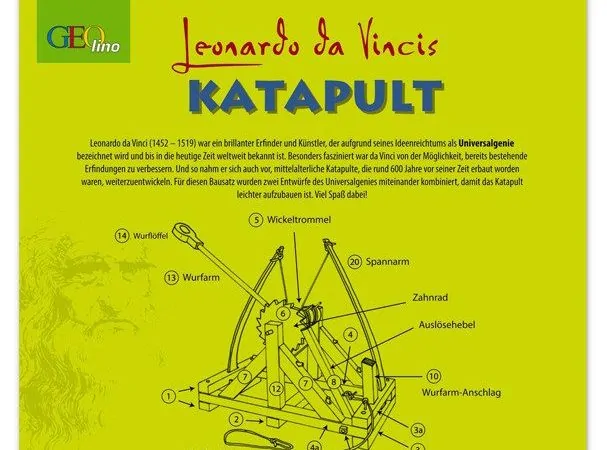 GEO
lino
Leonardo da Vincis
KATAPULT
Leonardo da Vinci (1452 – 1519) war ein brillanter Erfinder und Künstler, der aufgrund seines Ideenreichtums als Universalgenie
bezeichnet wird und bis in die heutige Zeit weltweit bekannt ist. Besonders fasziniert war da Vinci von der Möglichkeit, bereits bestehende
Erfindungen zu verbessern. Und so nahm er sich auch vor, mittelalterliche Katapulte, die rund 600 Jahre vor seiner Zeit erbaut worden
waren, weiterzuentwickeln. Für diesen Bausatz wurden zwei Entwürfe des Universalgenies miteinander kombiniert, damit das Katapult
leichter aufzubauen ist. Viel Spaß dabei!
5 Wickeltrommel
14 Wurflöffel
20 Spannarm
13 Wurfarm
Zahnrad
6
Auslösehebel
4
7
12
7
8
10
Wurfarm-Anschlag
1
2
3a
4a
3